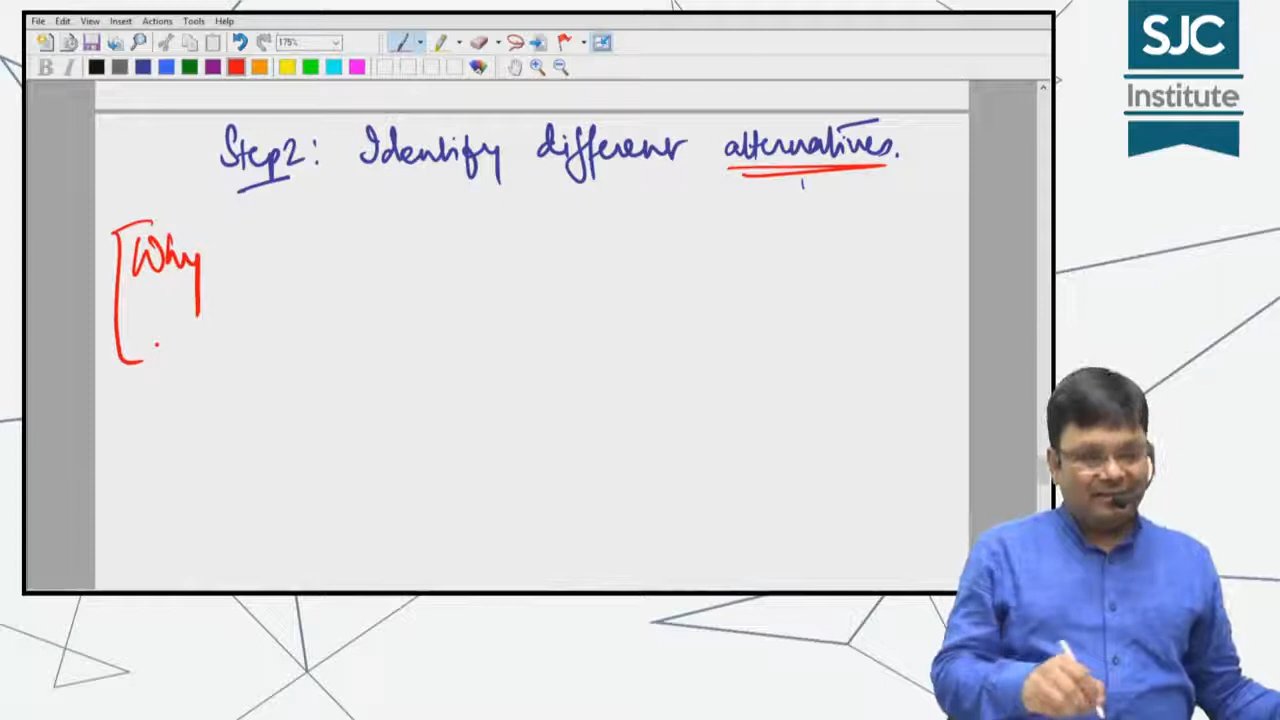 File Edit View Insert Actions Tools Help
175%
B I
Step2: Identify different alternatives.
Why
SJC
Institute